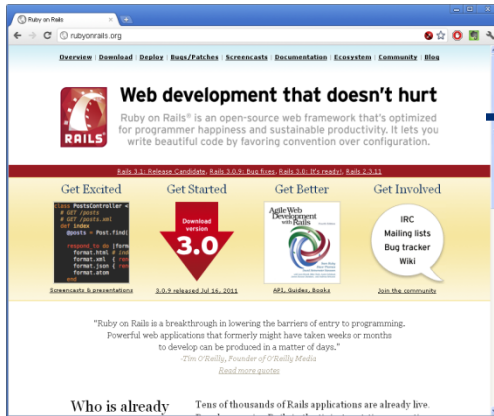 Ruby on Rails
rubyonrails.org
Overview | Download | Deploy | Bugs/Patches | Screencasts | Documentation | Ecosystem | Community | Blog
RAILS
Web development that doesn't hurt
Ruby on Rails® is an open-source web framework that's optimized
for programmer happiness and sustainable productivity. It lets you
write beautiful code by favoring convention over configuration.
Rails 3.1: Release Candidate, Rails 3.0.9: Bug fixes, Rails 3.0: It's ready!, Rails 2.3.11
Get Excited
class PostsController <
# GET /posts
# GET /posts.xml
def index
@posts = Post.find(
respond_to do |form
format.html # ind
format.xml { ren
format.json { ren
format.atom
end
Screencasts & presentations
Get Started
Download
version
3.0
3.0.9 released Jul 16, 2011
Get Better
Agile Web
Development
with Rails
API, Guides, Books
Get Involved
IRC
Mailing lists
Bug tracker
Wiki
Join the community
"Ruby on Rails is a breakthrough in lowering the barriers of entry to programming.
Powerful web applications that formerly might have taken weeks or months
to develop can be produced in a matter of days."
-Tim O'Reilly, Founder of O'Reilly Media
Read more quotes
Who is already
Tens of thousands of Rails applications are already live.